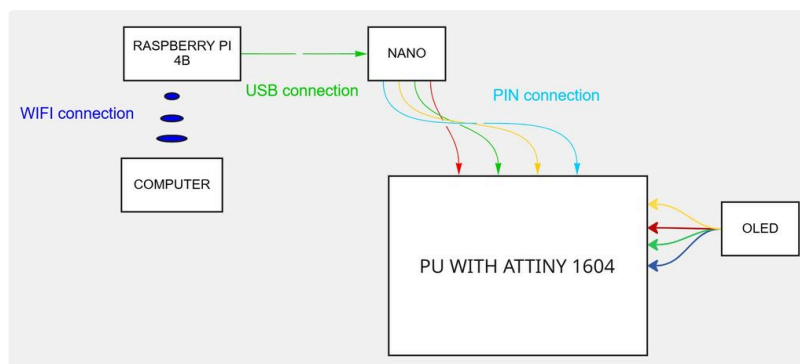 RASPBERRY PI
4B
NANO
USB connection
PIN connection
WIFI connection
COMPUTER
OLED
PU WITH ATTINY 1604